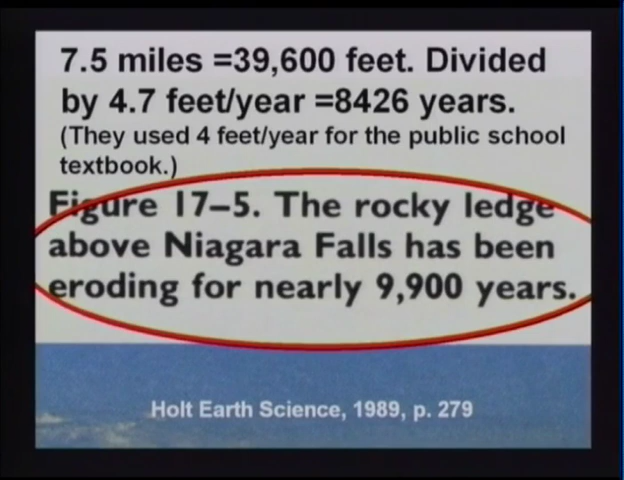 7.5 miles =39,600 feet. Divided
by 4.7 feet/year =8426 years.
(They used 4 feet/year for the public school
textbook.)
Figure 17–5. The rocky ledge
above Niagara Falls has been
eroding for nearly 9,900 years.
Holt Earth Science, 1989, p. 279